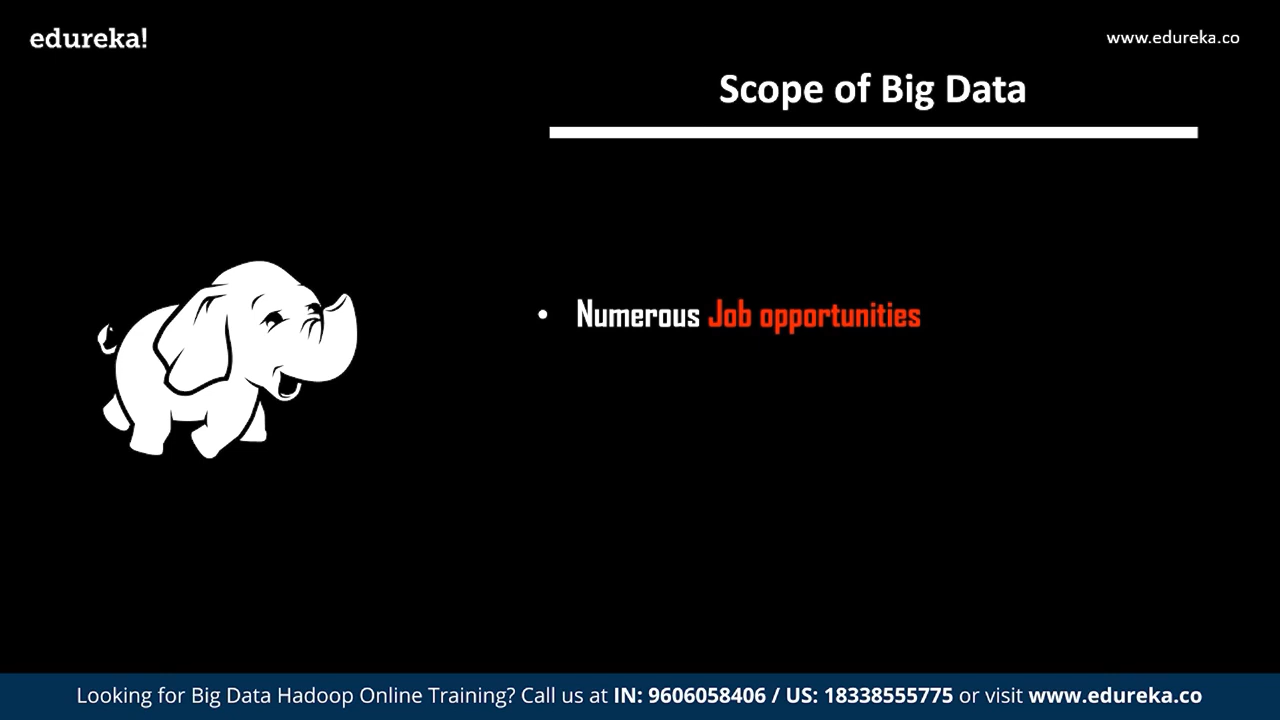 edureka!
www.edureka.co
Scope of Big Data
• Numerous Job opportunities
Looking for Big Data Hadoop Online Training? Call us at IN: 9606058406 / US: 18338555775 or visit www.edureka.co